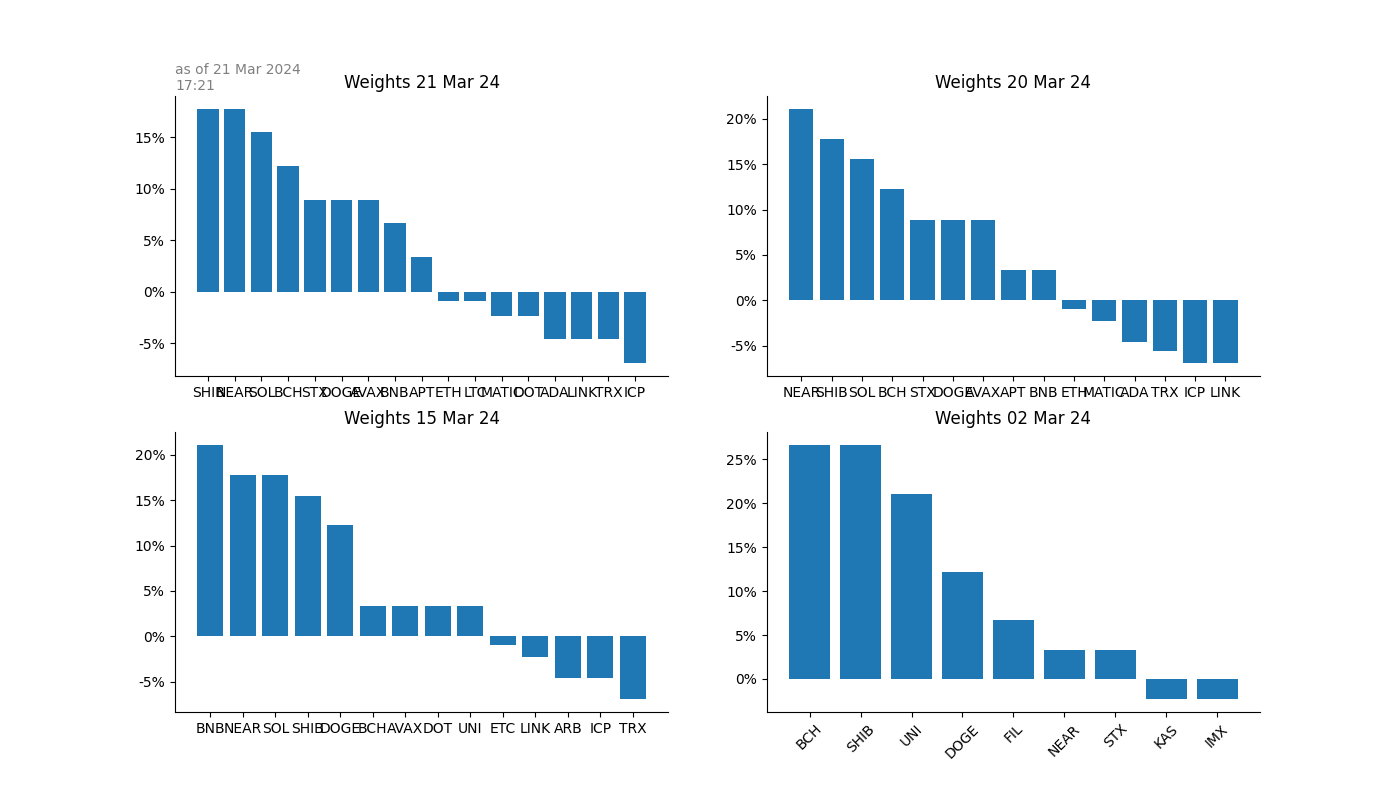 as of 21 Mar 2024
17:21
Weights 21 Mar 24
15%
10%
5%
0%
-5%
SHIB NEAR SOL BCH STX DOGE AVAX BNB APT ETH LTC MATIC DOT ADA LINK TRX ICP
Weights 20 Mar 24
20%
15%
10%
5%
0%
-5%
NEAR SHIB SOL BCH STX DOGE AVAX APT BNB ETH MATIC ADA TRX ICP LINK
Weights 15 Mar 24
20%
15%
10%
5%
0%
-5%
BNB NEAR SOL SHIB DOGE BCH AVAX DOT UNI ETC LINK ARB ICP TRX
Weights 02 Mar 24
25%
20%
15%
10%
5%
0%
BCH SHIB UNI DOGE FIL NEAR STX KAS IMX